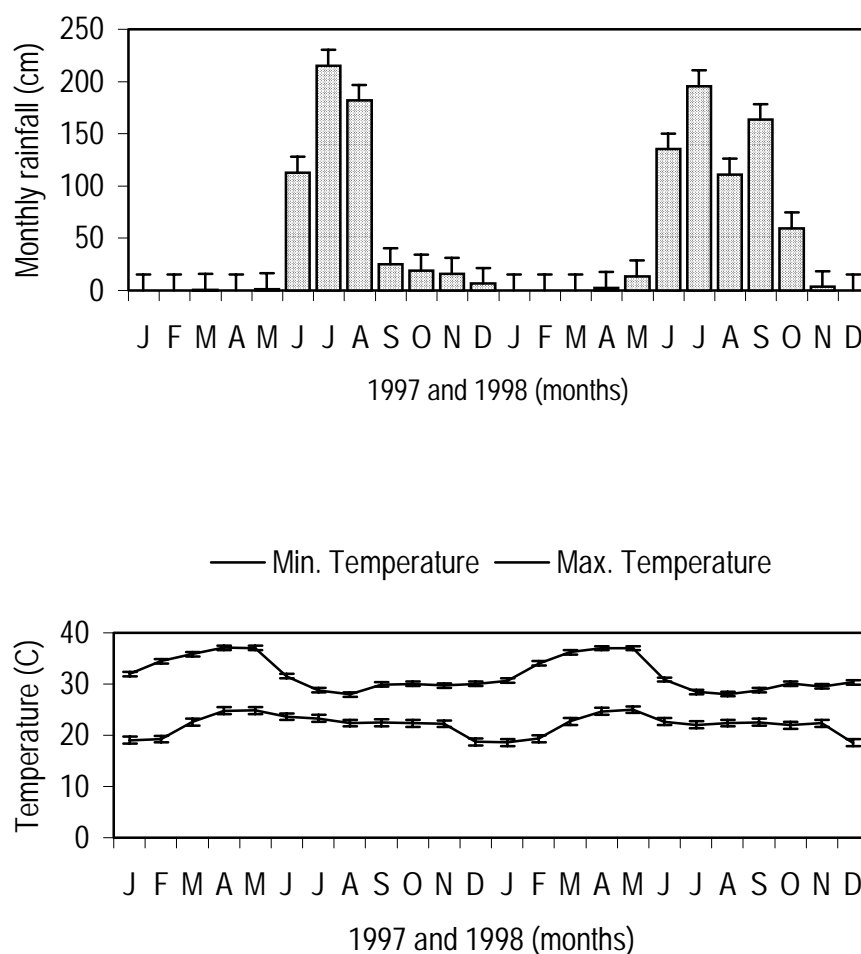 250
200
150
100
50
0
Monthly rainfall (cm)
J F M A M J J A S O N D J F M A M J J A S O N D
1997 and 1998 (months)
Min. Temperature Max. Temperature
40
30
20
10
0
Temperature (C)
J F M A M J J A S O N D J F M A M J J A S O N D
1997 and 1998 (months)